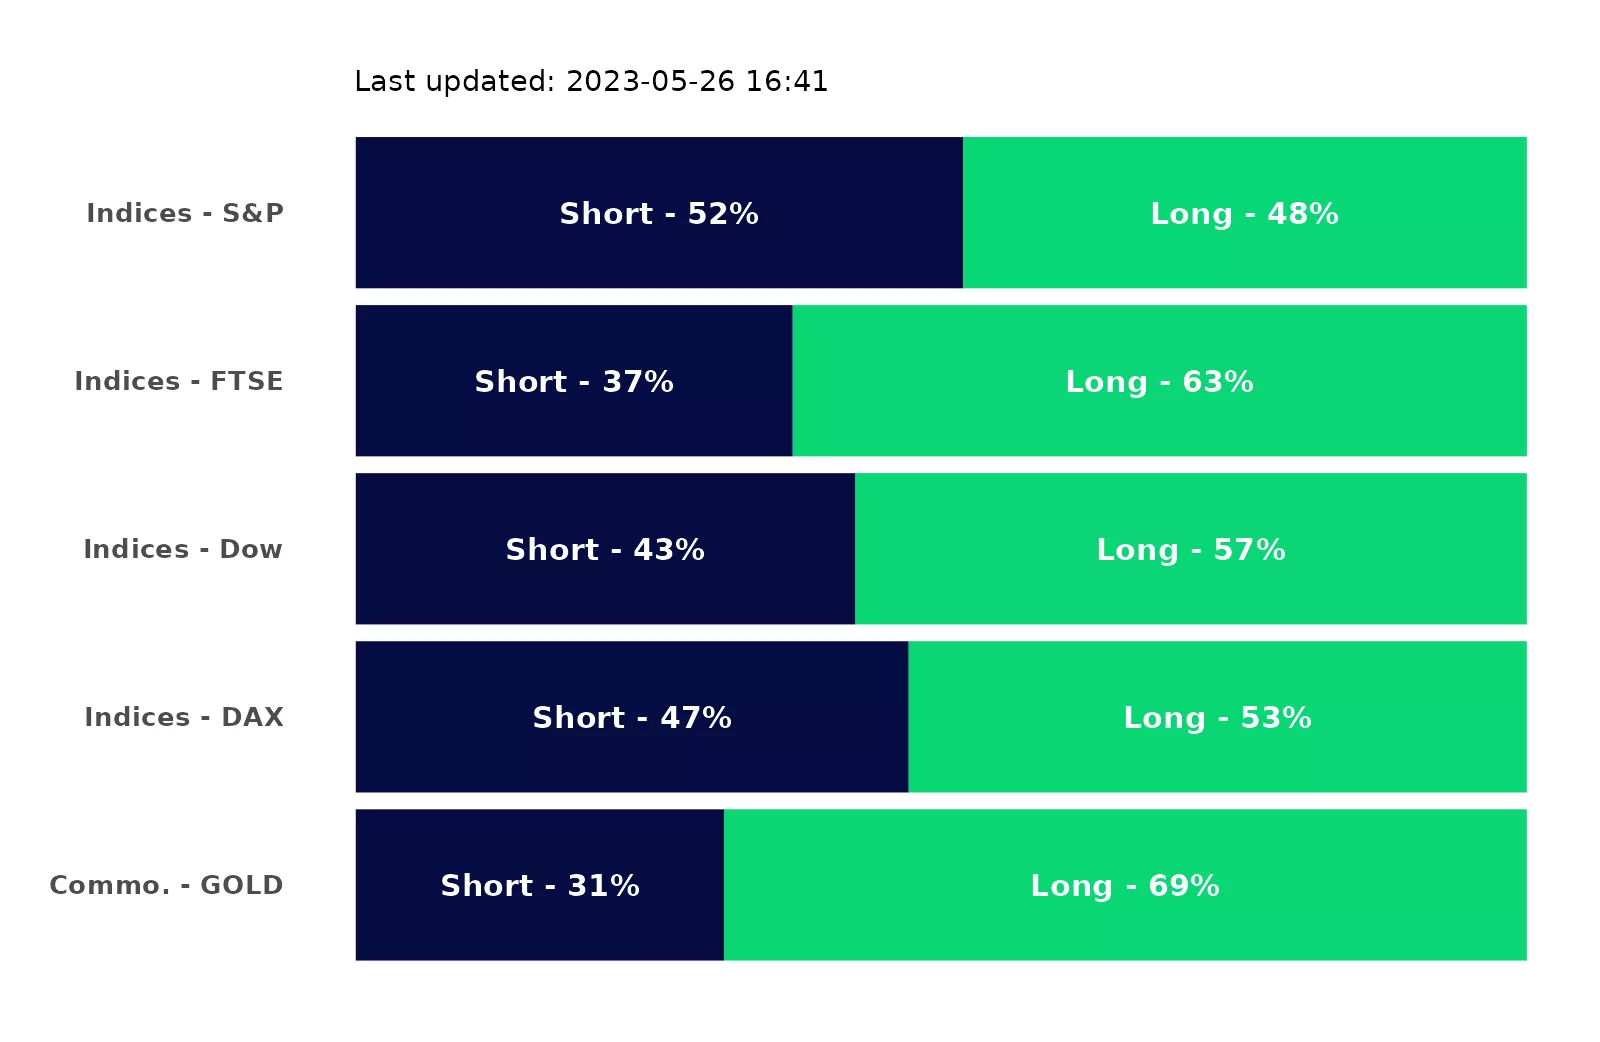 Last updated: 2023-05-26 16:41
Indices - S&P Short - 52% Long - 48%
Indices - FTSE Short - 37% Long - 63%
Indices - Dow Short - 43% Long - 57%
Indices - DAX Short - 47% Long - 53%
Commo. - GOLD Short - 31% Long - 69%